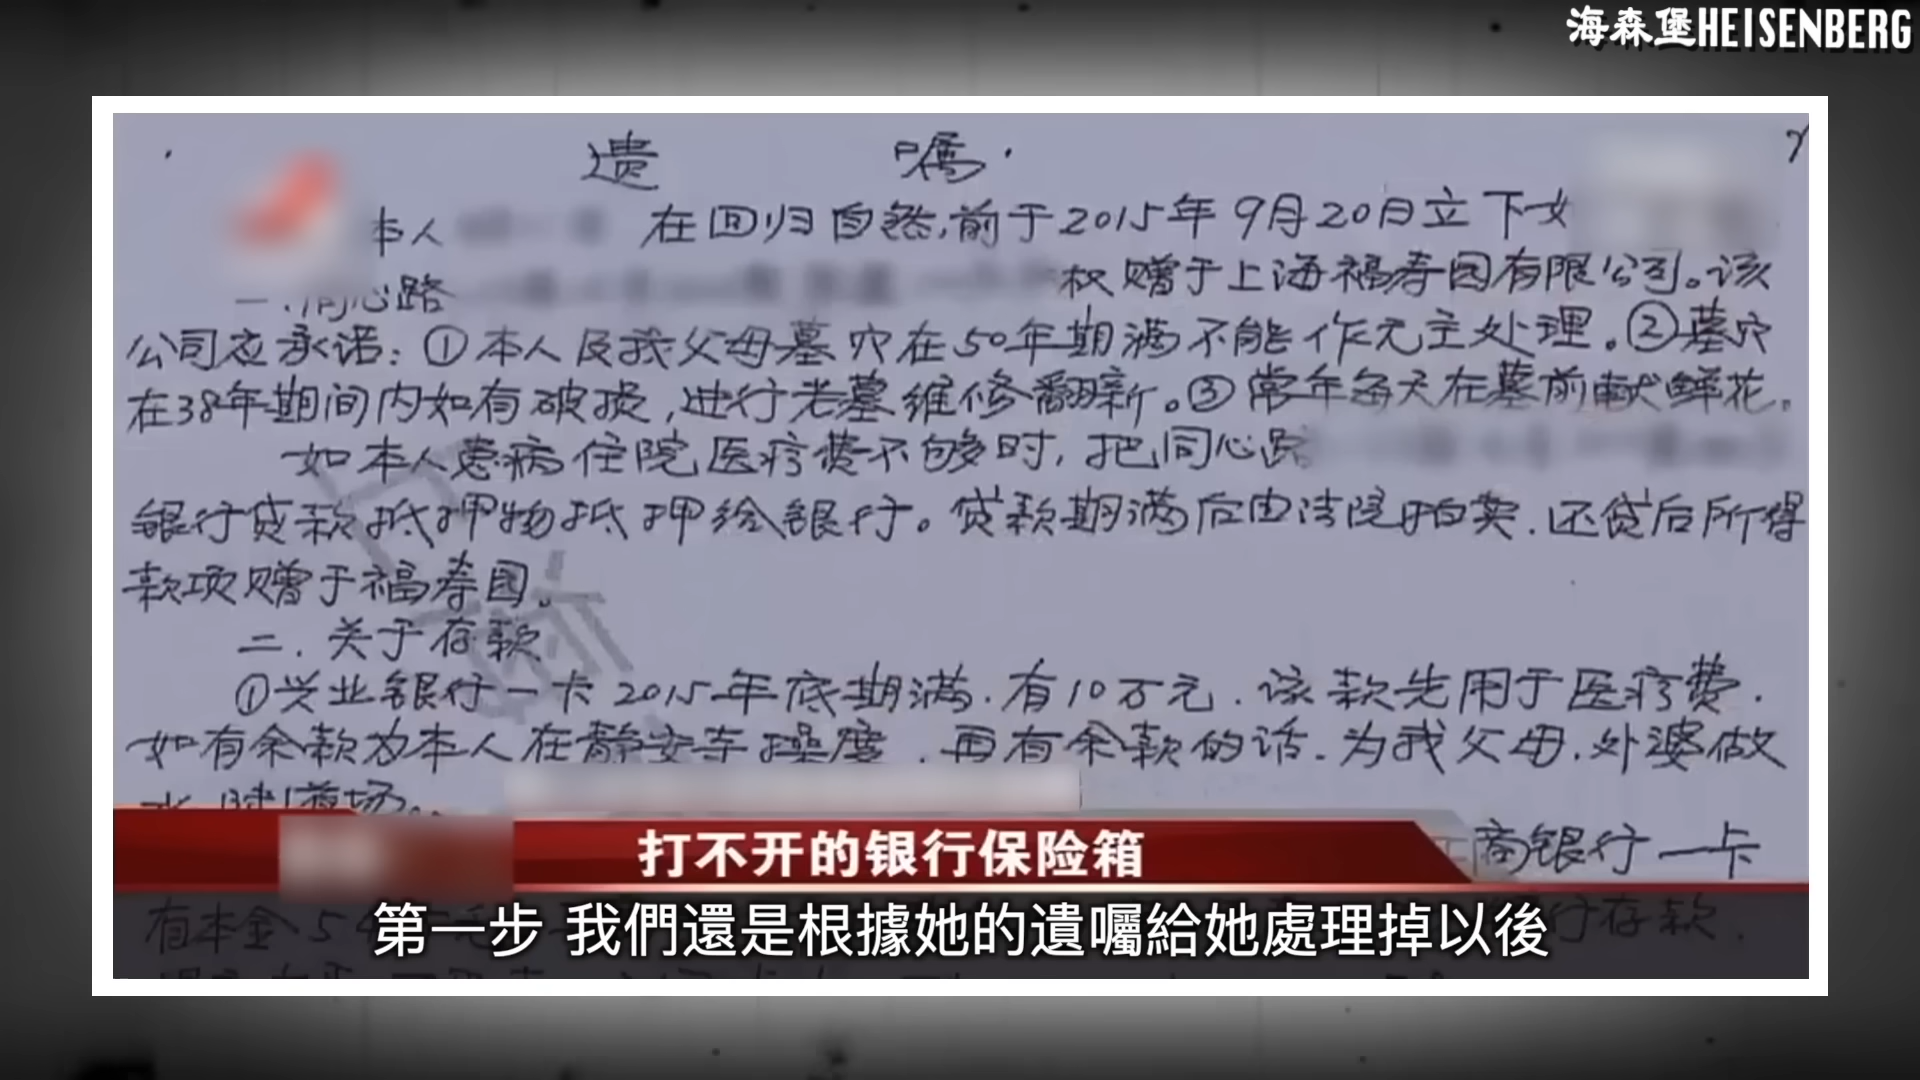 海森堡HEISENBERG
遗 嘱
本人 在回归自然,前于2015年9月20日立下
一.同心路 权赠于上海福寿园有限公司。该
公司应承诺:①本人及我父母墓穴在50年期满不能作无主处理。②墓穴
在38年期间内如有破损,进行老墓维修翻新。③常年每天在墓前献鲜花。
如本人患病住院医疗费不够时,把同心路
银行贷款抵押物抵押给银行。贷款期满后由法院拍卖.还贷后所得
款项赠于福寿园。
二.关于存款
①兴业银行一卡2015年底期满.有10万元.该款先用于医疗费.
如有余款为本人在静安寺超度.再有余款的话.为我父母.外婆做
道场。
商银行一卡
打不开的银行保险箱
有本金5 行存款.
第一步 我們還是根據她的遺囑給她處理掉以後